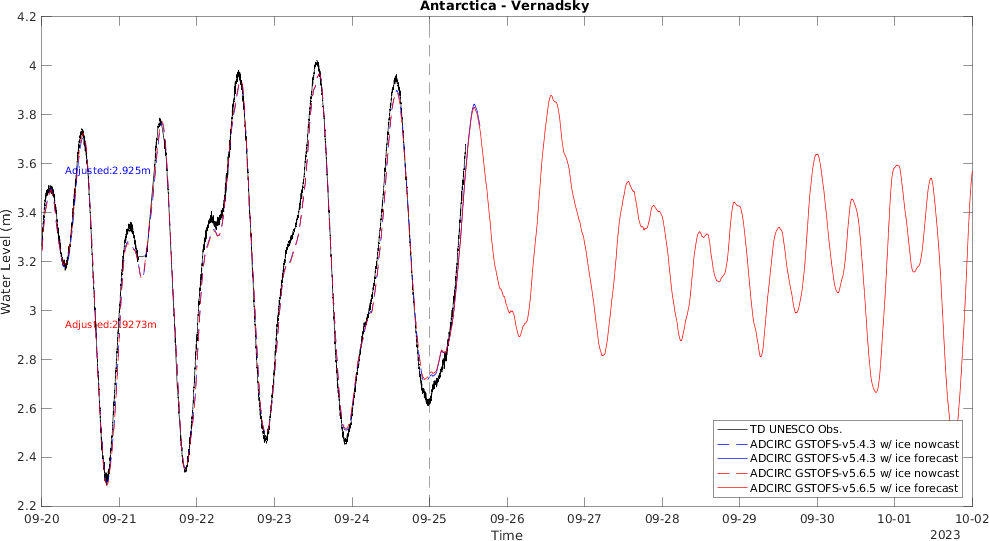 Antarctica - Vernadsky
4.2
4
3.8
3.6
3.4
3.2
3
2.8
2.6
2.4
2.2
Water Level (m)
Adjusted:2.925m
Adjusted:2.9273m
TD UNESCO Obs.
ADCIRC GSTOFS-v5.4.3 w/ ice nowcast
ADCIRC GSTOFS-v5.4.3 w/ ice forecast
ADCIRC GSTOFS-v5.6.5 w/ ice nowcast
ADCIRC GSTOFS-v5.6.5 w/ ice forecast
09-20 09-21 09-22 09-23 09-24 09-25 09-26 09-27 09-28 09-29 09-30 10-01 10-02
Time
2023